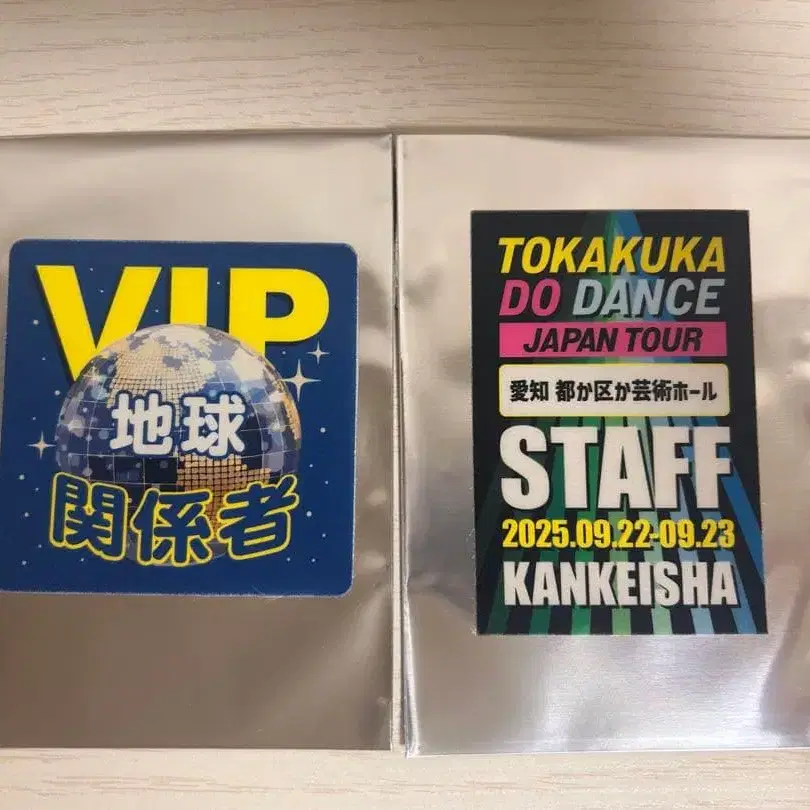 VIP
地球
関係者
TOKAKUKA
DO DANCE
JAPAN TOUR
愛知 都か区か芸術ホール
STAFF
2025.09.22-09.23
KANKEISHA